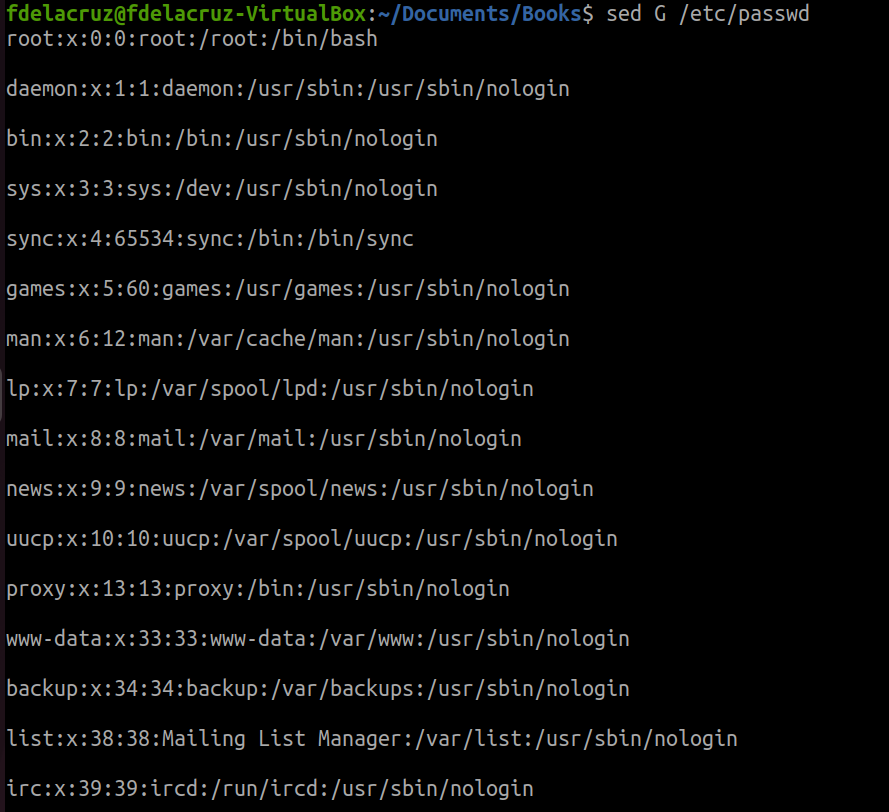 fdelacruz@fdelacruz-VirtualBox:~/Documents/Books$ sed G /etc/passwd
root:x:0:0:root:/root:/bin/bash
daemon:x:1:1:daemon:/usr/sbin:/usr/sbin/nologin
bin:x:2:2:bin:/bin:/usr/sbin/nologin
sys:x:3:3:sys:/dev:/usr/sbin/nologin
sync:x:4:65534:sync:/bin:/bin/sync
games:x:5:60:games:/usr/games:/usr/sbin/nologin
man:x:6:12:man:/var/cache/man:/usr/sbin/nologin
lp:x:7:7:lp:/var/spool/lpd:/usr/sbin/nologin
mail:x:8:8:mail:/var/mail:/usr/sbin/nologin
news:x:9:9:news:/var/spool/news:/usr/sbin/nologin
uucp:x:10:10:uucp:/var/spool/uucp:/usr/sbin/nologin
proxy:x:13:13:proxy:/bin:/usr/sbin/nologin
www-data:x:33:33:www-data:/var/www:/usr/sbin/nologin
backup:x:34:34:backup:/var/backups:/usr/sbin/nologin
list:x:38:38:Mailing List Manager:/var/list:/usr/sbin/nologin
irc:x:39:39:ircd:/run/ircd:/usr/sbin/nologin